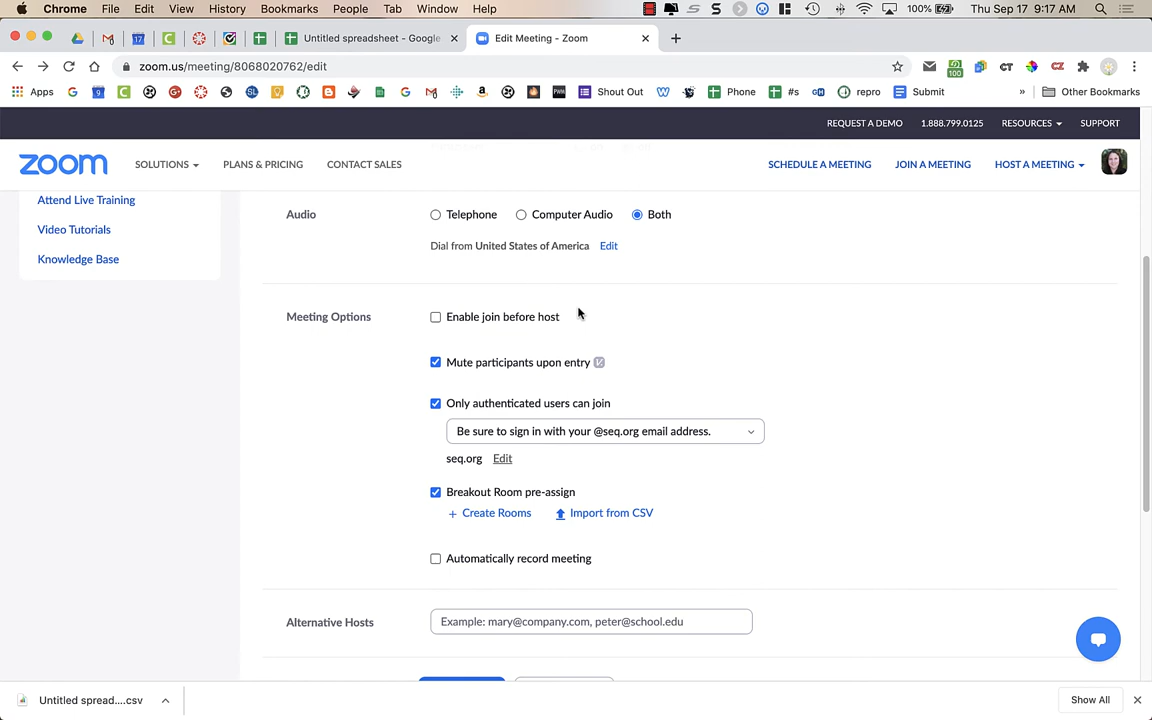 Chrome File Edit View History Bookmarks People Tab Window Help 100% Thu Sep 17 9:17 AM
Untitled spreadsheet - Google Edit Meeting - Zoom
zoom.us/meeting/8068020762/edit
Apps Shout Out Phone #s repro Submit » Other Bookmarks
REQUEST A DEMO 1.888.799.0125 RESOURCES SUPPORT
zoom SOLUTIONS PLANS & PRICING CONTACT SALES SCHEDULE A MEETING JOIN A MEETING HOST A MEETING
Attend Live Training
Video Tutorials
Knowledge Base
Audio Telephone Computer Audio Both
Dial from United States of America Edit
Meeting Options Enable join before host
Mute participants upon entry
Only authenticated users can join
Be sure to sign in with your @seq.org email address.
seq.org Edit
Breakout Room pre-assign
+ Create Rooms Import from CSV
Automatically record meeting
Alternative Hosts Example: mary@company.com, peter@school.edu
Untitled spread....csv Show All